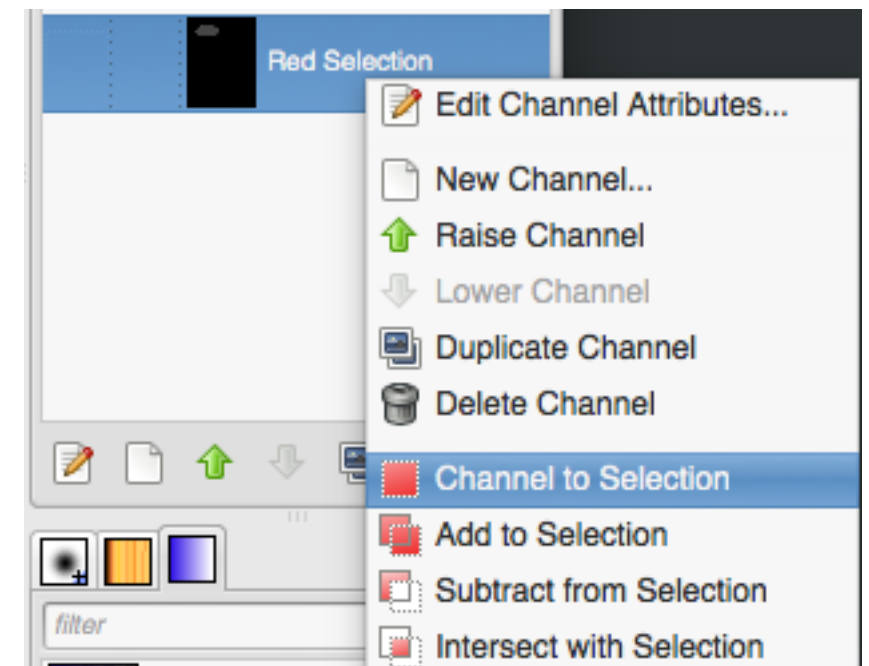 Red Selection
Edit Channel Attributes...
New Channel...
Raise Channel
Lower Channel
Duplicate Channel
Delete Channel
Channel to Selection
Add to Selection
Subtract from Selection
Intersect with Selection
filter